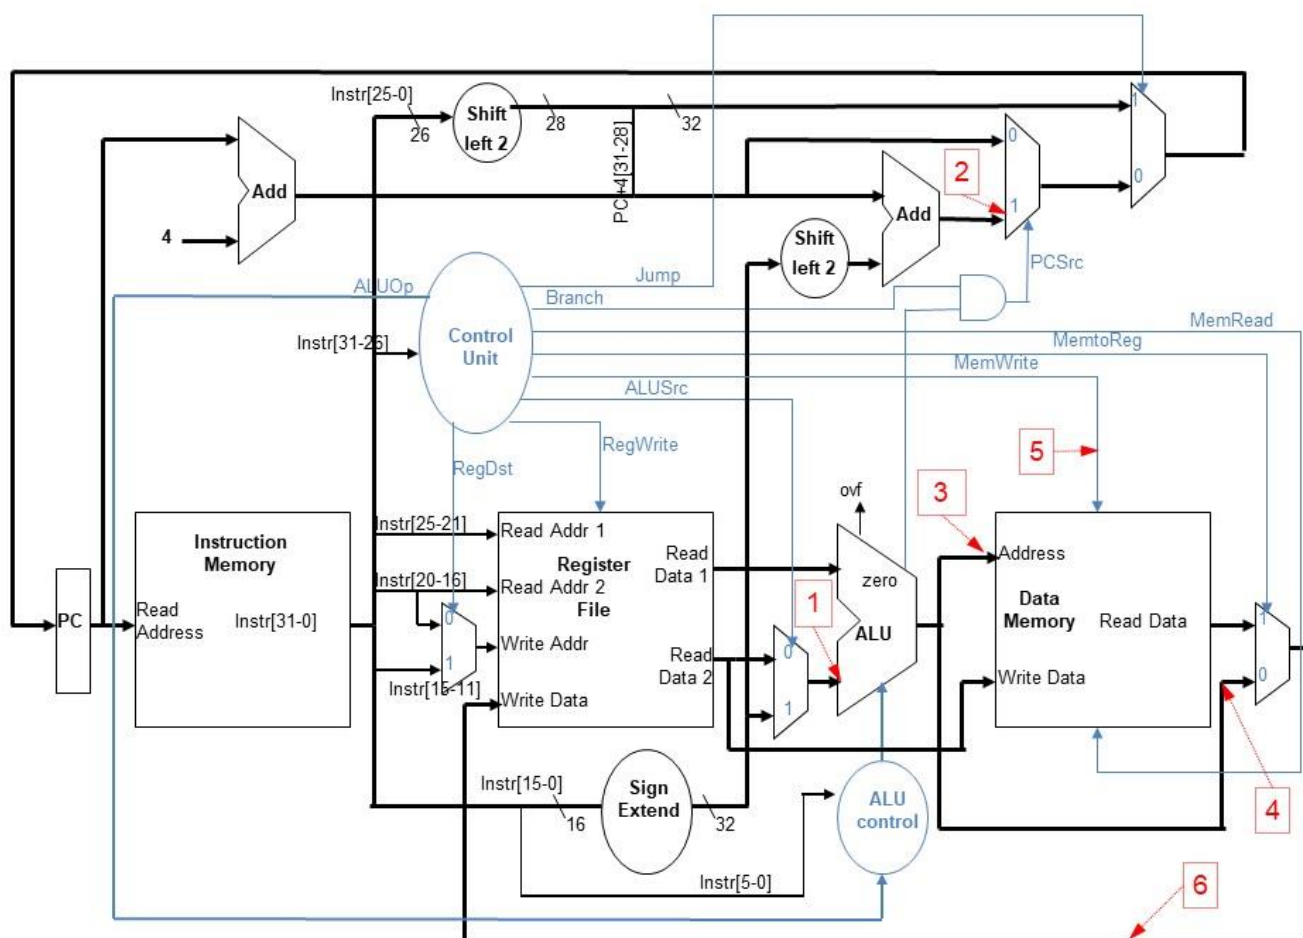 Instr[25-0]
26
Shift
left 2
28
32
PC+4[31-28]
1
0
0
2
1
Add
4
Add
Shift
left 2
PCSrc
ALUOp
Jump
Branch
MemRead
Instr[31-26]
Control
Unit
MemtoReg
MemWrite
ALUSrc
RegWrite
RegDst
5
3
ovf
Instruction
Memory
Instr[25-21]
Read Addr 1
Register
File
Read
Data 1
zero
Address
Data
Memory
PC
Read
Address
Instr[31-0]
Instr[20-16]
Read Addr 2
0
1
Write Addr
1
ALU
Read Data
1
Read
Data 2
0
Instr[15-11]
Write Data
1
Write Data
0
Instr[15-0]
16
Sign
Extend
32
ALU
control
4
Instr[5-0]
6